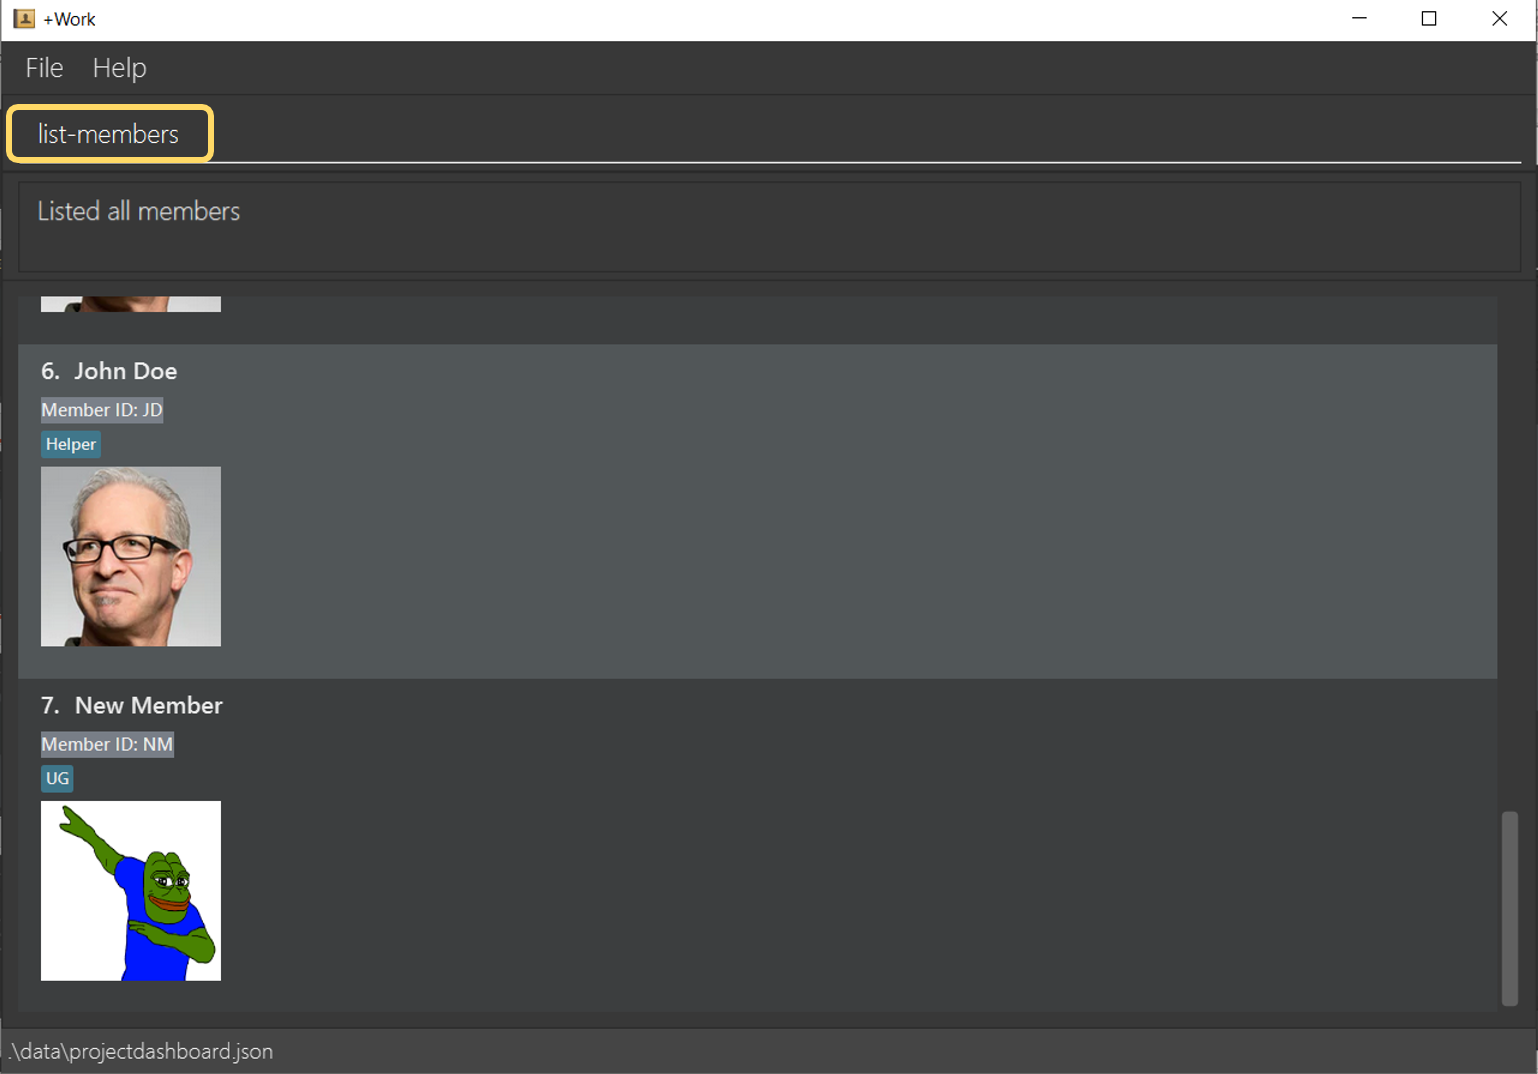 +Work
File Help
list-members
Listed all members
6. John Doe
Member ID: JD
Helper
7. New Member
Member ID: NM
UG
.\data\projectdashboard.json